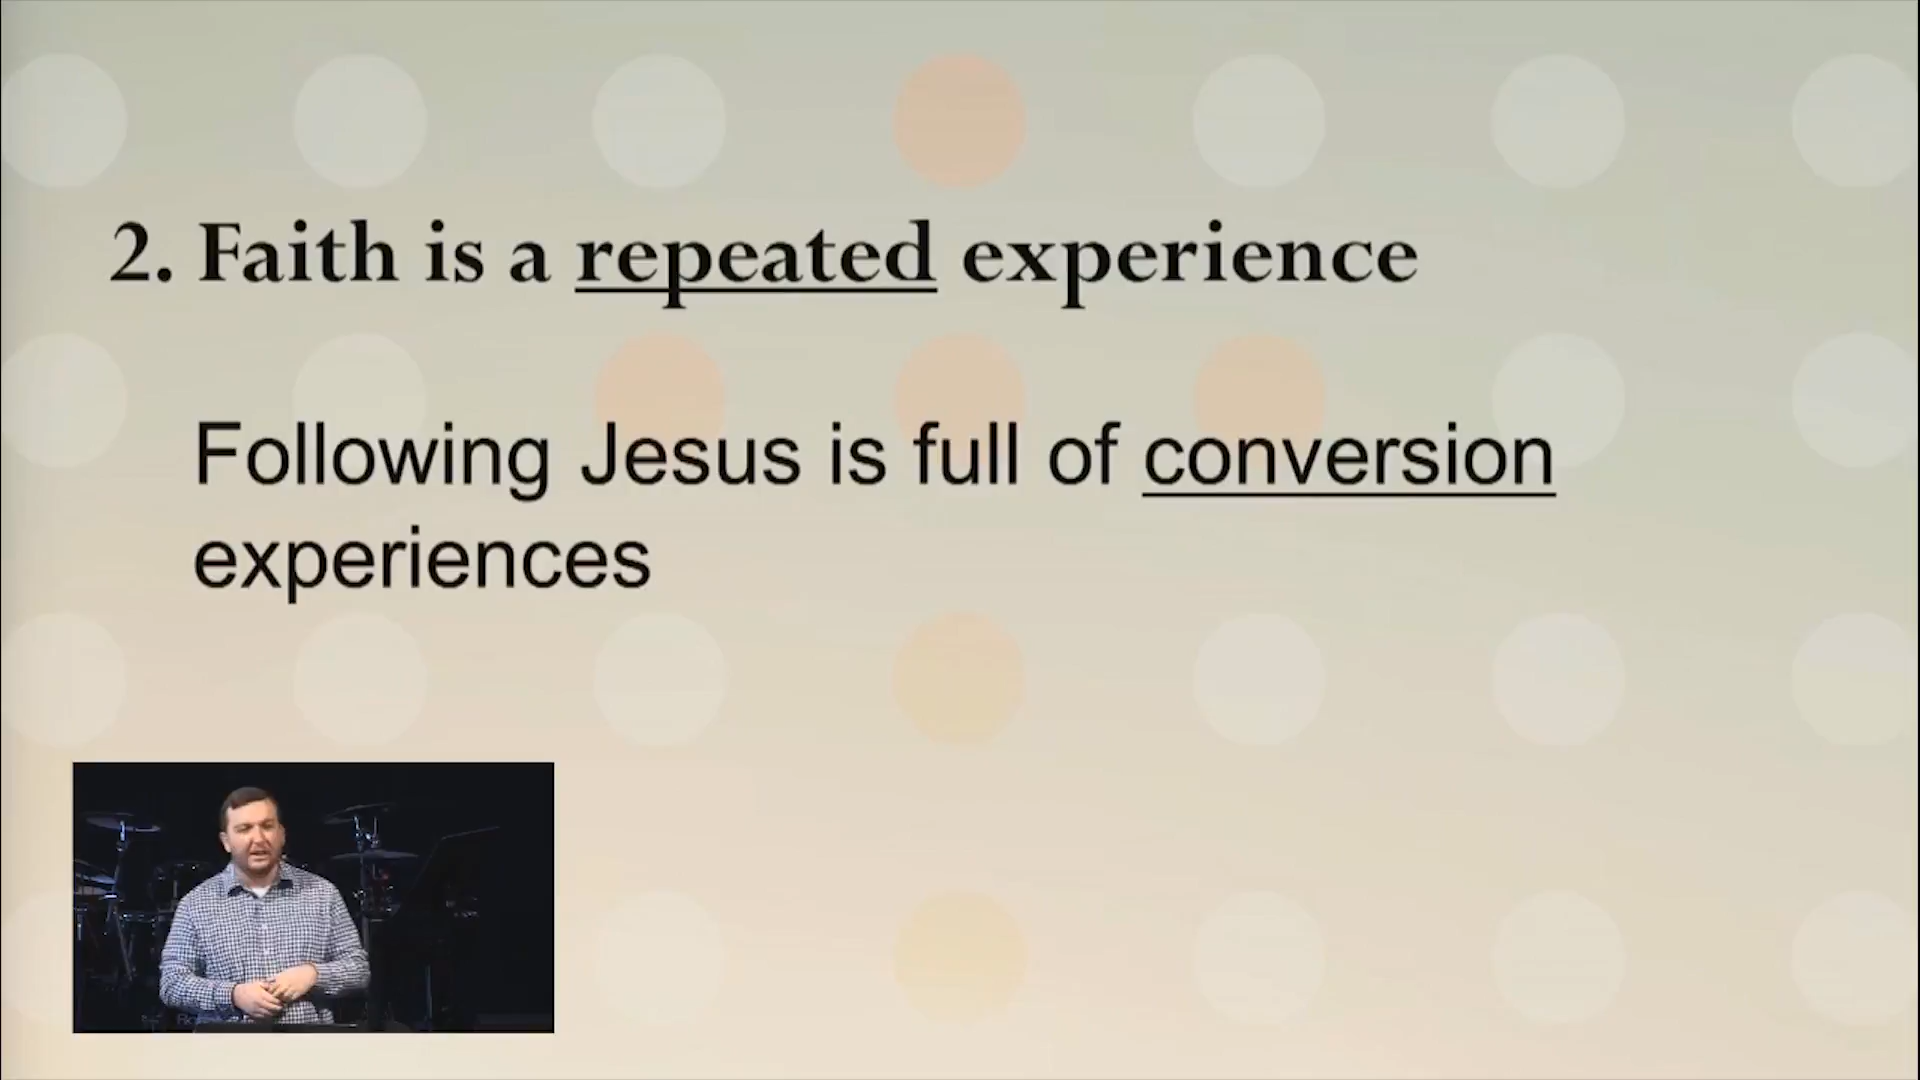 2. Faith is a repeated experience
Following Jesus is full of conversion
experiences